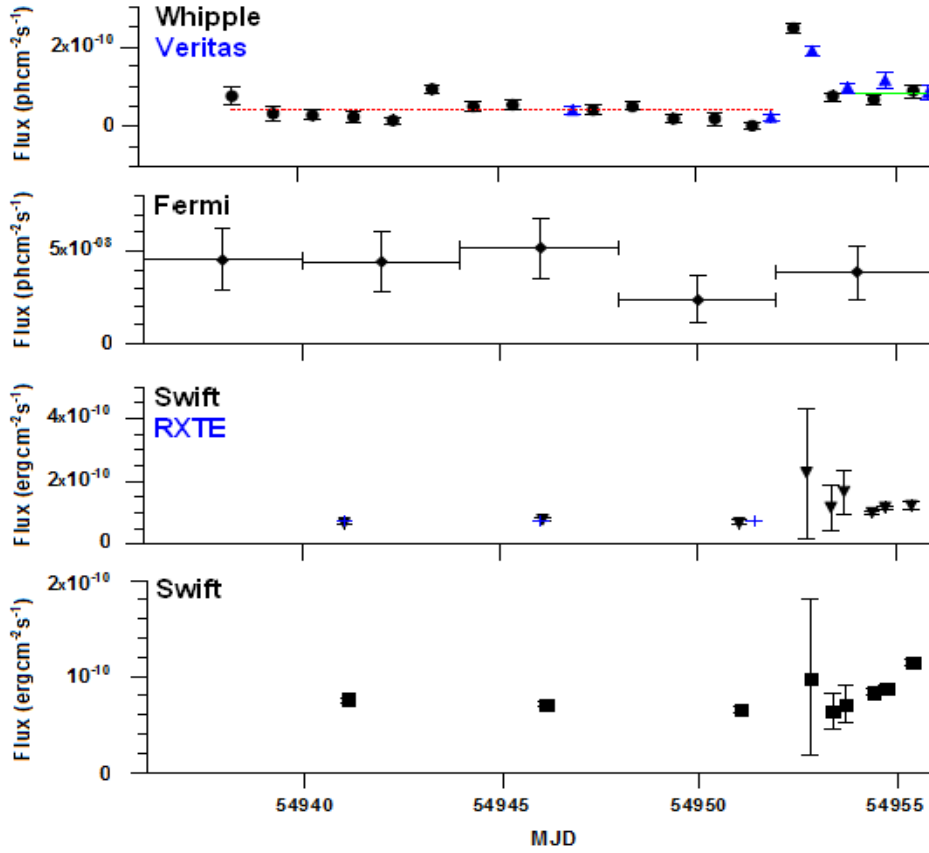 Whipple
Veritas
Flux (phcm⁻²s⁻¹)
2x10⁻¹⁰
0
Fermi
Flux (phcm⁻²s⁻¹)
5x10⁻⁰⁸
0
Swift
RXTE
Flux (ergcm⁻²s⁻¹)
4x10⁻¹⁰
2x10⁻¹⁰
0
Swift
Flux (ergcm⁻²s⁻¹)
2x10⁻¹⁰
10⁻¹⁰
0
54940 54945 54950 54955
MJD